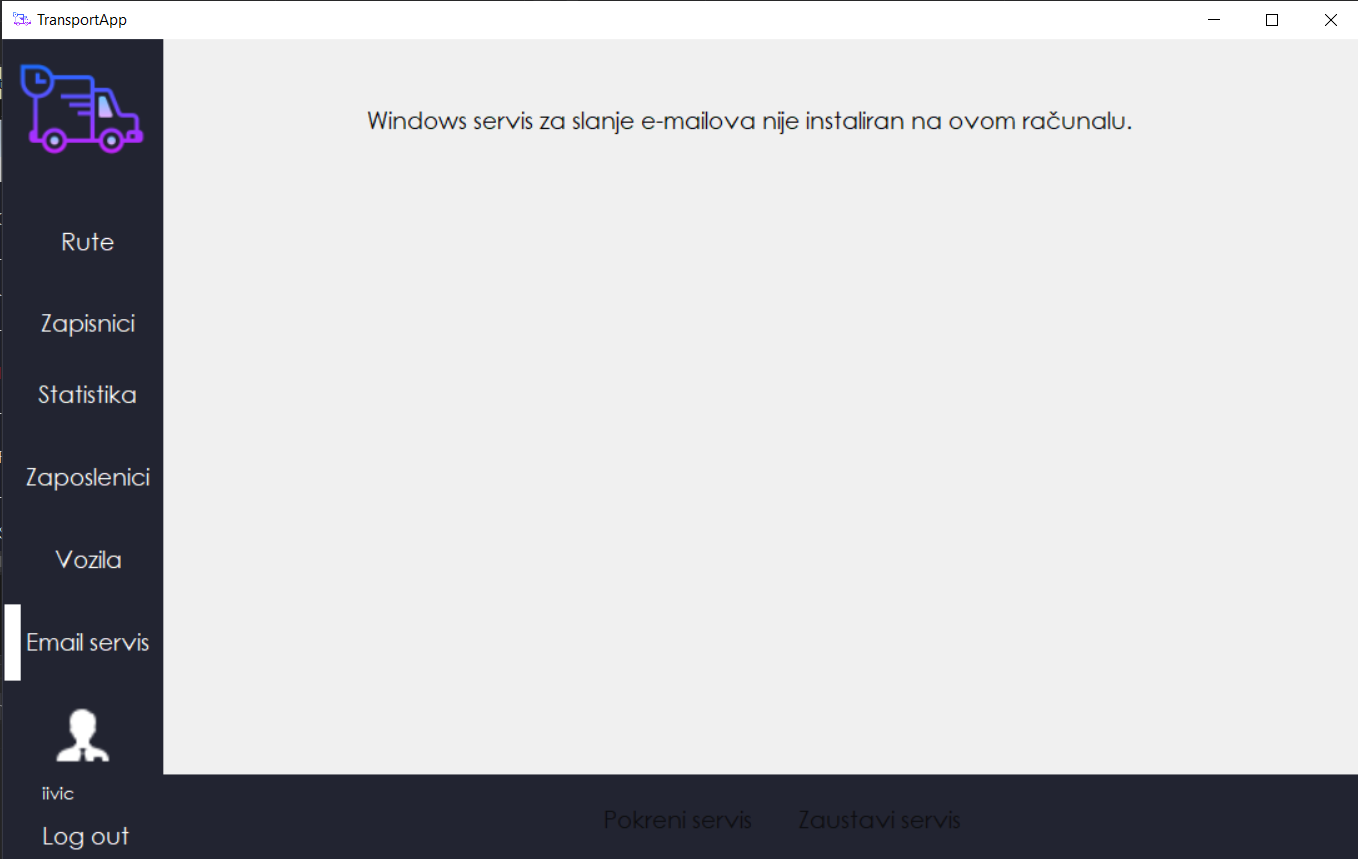 TransportApp
Windows servis za slanje e-mailova nije instaliran na ovom računalu.
Rute
Zapisnici
Statistika
Zaposlenici
Vozila
Email servis
iivic
Log out
Pokreni servis
Zaustavi servis